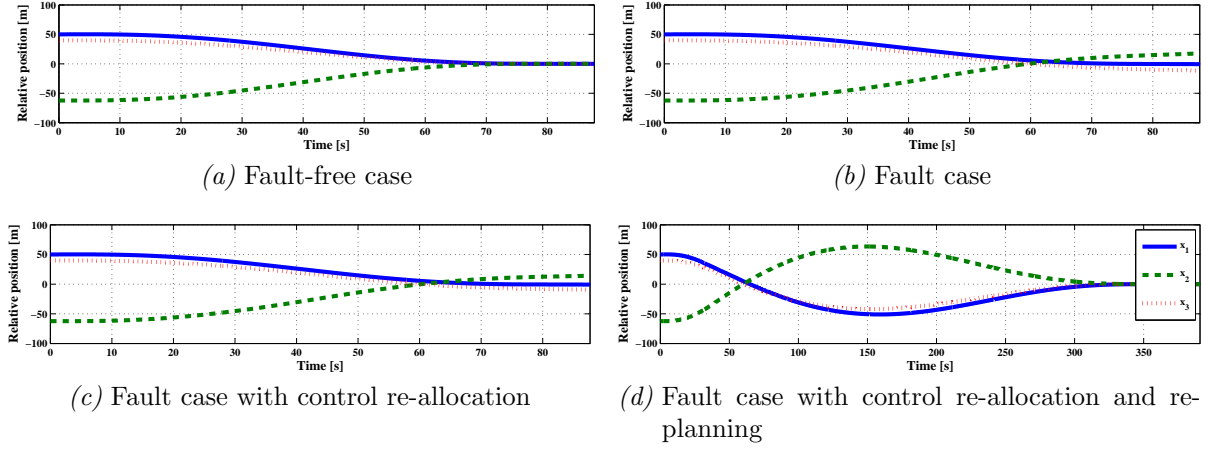 Relative position [m]
100
50
0
−50
−100
0 10 20 30 40 50 60 70 80
Time [s]
(a) Fault-free case
Relative position [m]
100
50
0
−50
−100
0 10 20 30 40 50 60 70 80
Time [s]
(b) Fault case
Relative position [m]
100
50
0
−50
−100
0 10 20 30 40 50 60 70 80
Time [s]
(c) Fault case with control re-allocation
Relative position [m]
100
50
0
−50
−100
0 50 100 150 200 250 300 350
Time [s]
x1
x2
x3
(d) Fault case with control re-allocation and re-
planning